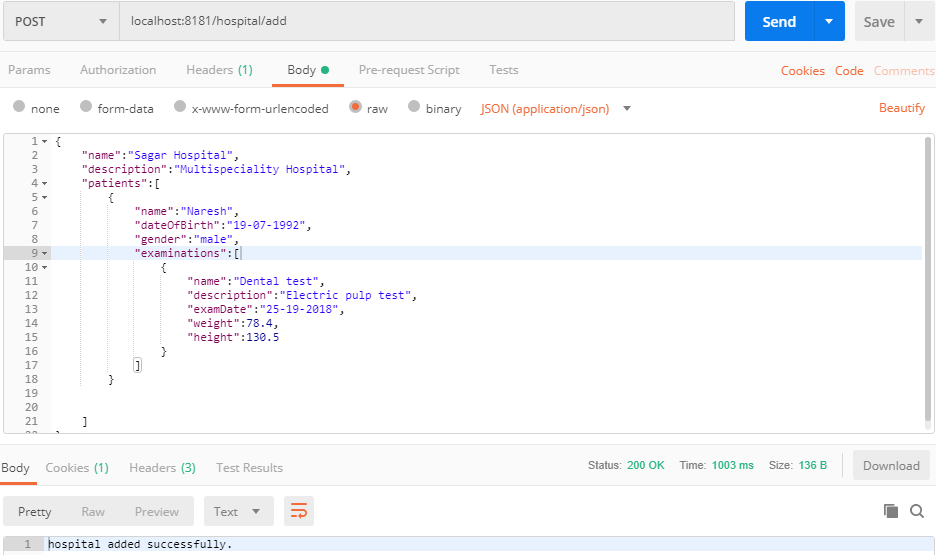 POST localhost:8181/hospital/add Send Save
Params Authorization Headers (1) Body Pre-request Script Tests Cookies Code Comments
none form-data x-www-form-urlencoded raw binary JSON (application/json) Beautify
1 {
2 "name":"Sagar Hospital",
3 "description":"Multispeciality Hospital",
4 "patients":[
5 {
6 "name":"Naresh",
7 "dateOfBirth":"19-07-1992",
8 "gender":"male",
9 "examinations":[
10 {
11 "name":"Dental test",
12 "description":"Electric pulp test",
13 "examDate":"25-19-2018",
14 "weight":78.4,
15 "height":130.5
16 }
17 ]
18 }
19
20
21 ]
Body Cookies (1) Headers (3) Test Results Status: 200 OK Time: 1003 ms Size: 136 B Download
Pretty Raw Preview Text
1 hospital added successfully.